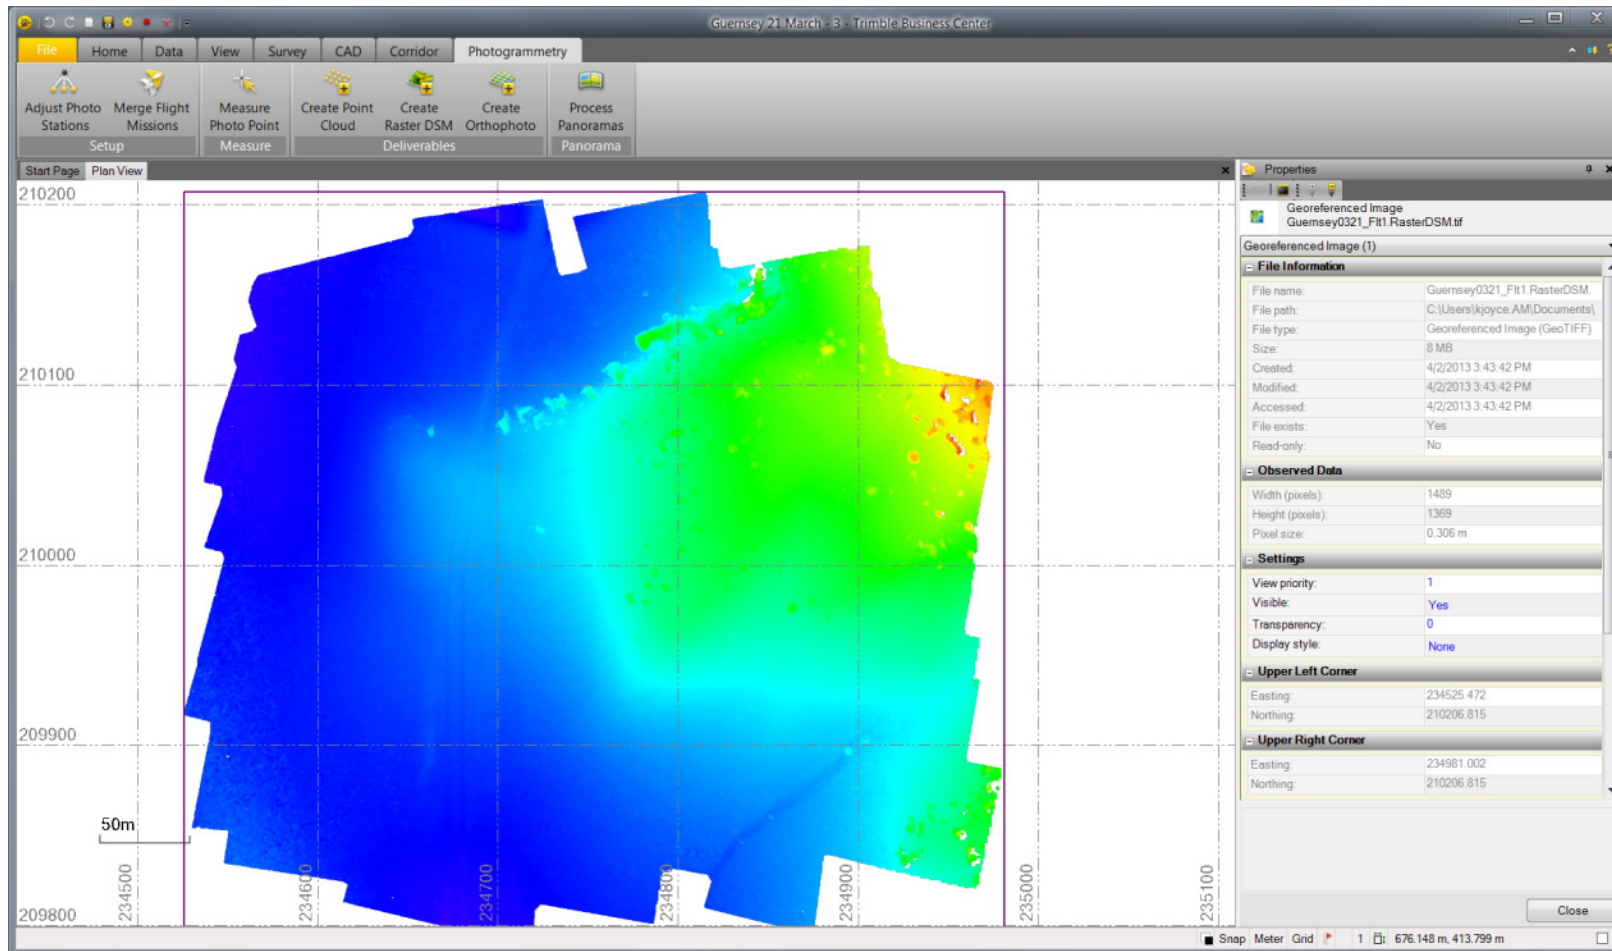 Guernsey 21 March - 3 - Trimble Business Center
File Home Data View Survey CAD Corridor Photogrammetry
Adjust Photo Stations
Merge Flight Missions
Measure Photo Point
Create Point Cloud
Create Raster DSM
Create Orthophoto
Process Panoramas
Setup Measure Deliverables Panorama
Start Page Plan View
210200
210100
210000
209900
209800
50m
234500
234600
234700
234800
234900
235000
235100
Properties
Georeferenced Image
Guernsey0321_Flt1.RasterDSM.tif
Georeferenced Image (1)
File Information
File name: Guernsey0321_Flt1.RasterDSM.
File path: C:\Users\kjoyce.AM\Documents\
File type: Georeferenced Image (GeoTIFF)
Size: 8 MB
Created: 4/2/2013 3:43:42 PM
Modified: 4/2/2013 3:43:42 PM
Accessed: 4/2/2013 3:43:42 PM
File exists: Yes
Read-only: No
Observed Data
Width (pixels): 1489
Height (pixels): 1369
Pixel size: 0.306 m
Settings
View priority: 1
Visible: Yes
Transparency: 0
Display style: None
Upper Left Corner
Easting: 234525.472
Northing: 210206.815
Upper Right Corner
Easting: 234981.002
Northing: 210206.815
Close
Snap Meter Grid 1 676.148 m, 413.799 m